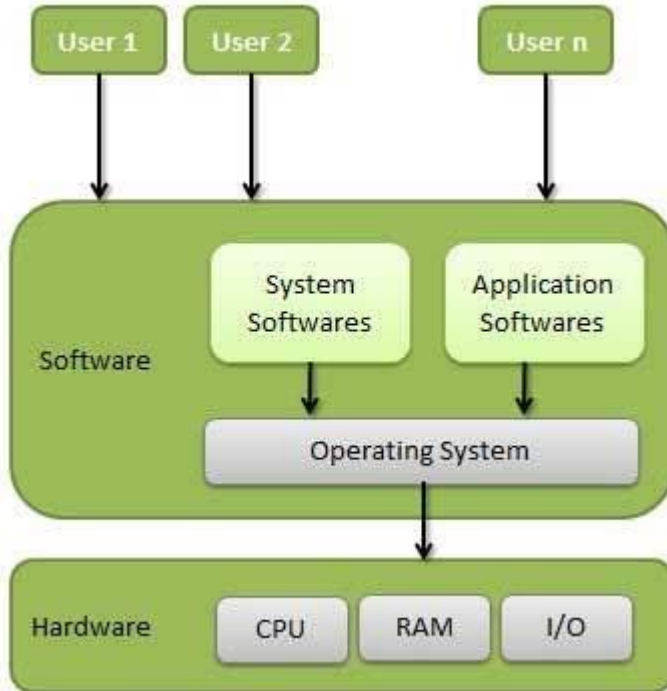 User 1
User 2
User n
System
Softwares
Application
Softwares
Software
Operating System
Hardware
CPU
RAM
I/O